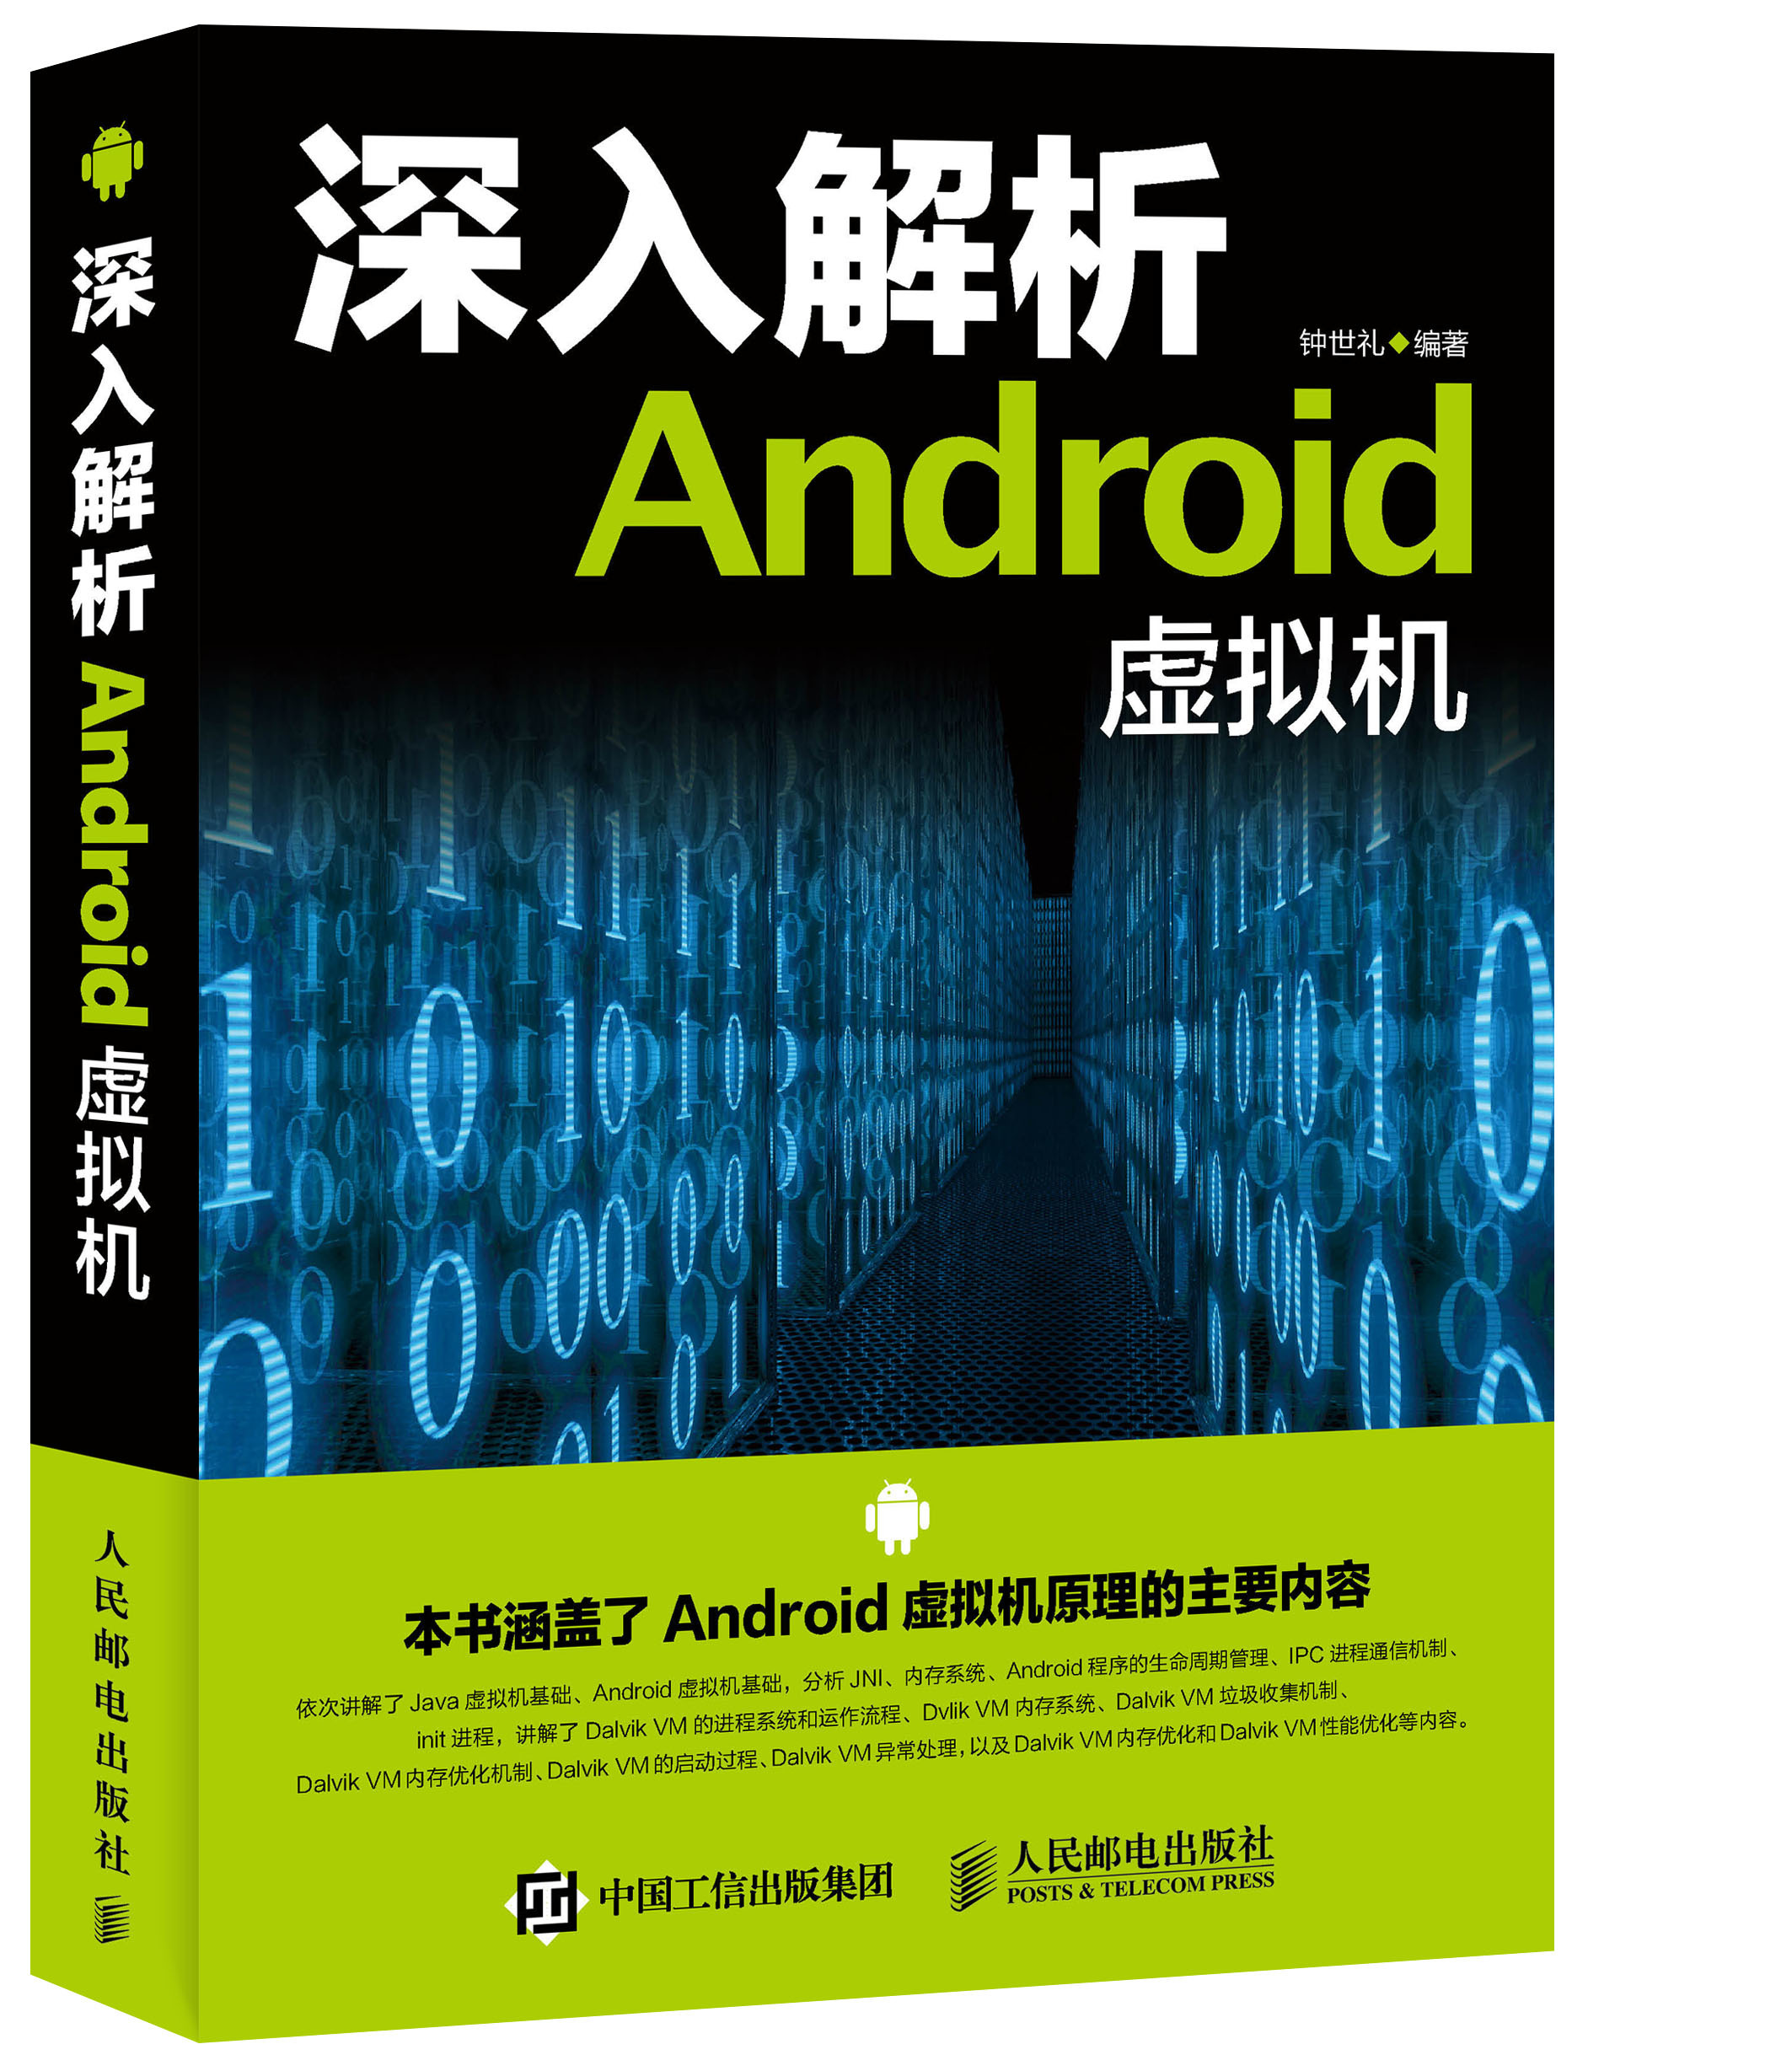 深入解析 Android 虚拟机
人民邮电出版社
深入解析
钟世礼◆编著
Android
虚拟机
本书涵盖了 Android 虚拟机原理的主要内容
依次讲解了 Java 虚拟机基础、Android 虚拟机基础，分析 JNI、内存系统、Android 程序的生命周期管理、IPC 进程通信机制、
init 进程，讲解了 Dalvik VM 的进程系统和运作流程、Dvlik VM 内存系统、Dalvik VM 垃圾收集机制、
Dalvik VM 内存优化机制、Dalvik VM 的启动过程、Dalvik VM 异常处理，以及 Dalvik VM 内存优化和 Dalvik VM 性能优化等内容。
中国工信出版集团
人民邮电出版社
POSTS & TELECOM PRESS